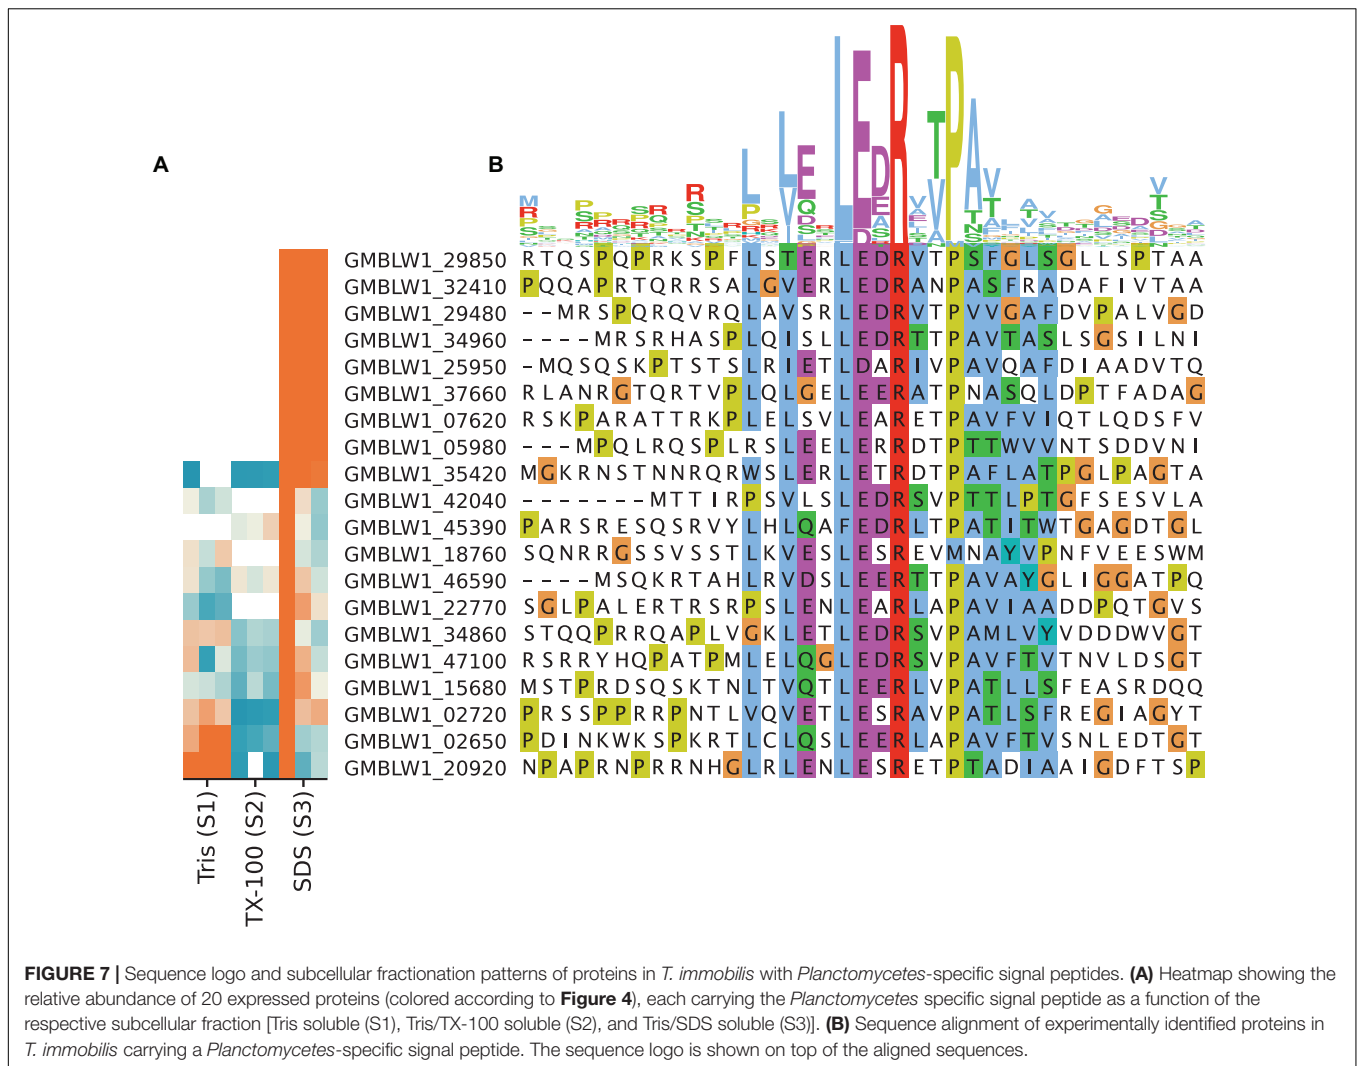 A
B
GMBLW1_29850 RTQSPQPRKSPFLSTERLEDRVTPSFGLSGLLSPTAA
GMBLW1_32410 PQQAPRTQRRSALGVERLEDRANPASFRADAFIVTAA
GMBLW1_29480 --MRSPQRQVRQLAVSRLEDRVTPVVGAFDVPALVGD
GMBLW1_34960 ----MRSRHASPLQISLLEDRTTPAVTASLSGSILNI
GMBLW1_25950 -MQSQSKPTSTSLRIETLDARIVPAVQAFDIAADVTQ
GMBLW1_37660 RLANRGTQRTVPLQLGELEERATPNASQLDPTFADAG
GMBLW1_07620 RSKPARATTRKPLELSVLEARETPAVFVIQTLQDSFV
GMBLW1_05980 ---MPQLRQSPLRSLEELERRDTPTTWVVNTSDDVNI
GMBLW1_35420 MGKRNSTNNRQRWSLERLETRDTPAFLATPGLPAGTA
GMBLW1_42040 -------MTTIRPSVLSLEDRSVPTTLPTGFSESVLA
GMBLW1_45390 PARSRESQSRVYLHLQAFEDRLTPATITWTGAGDTGL
GMBLW1_18760 SQNRRGSSVSSTLKVESLESREVMNAYVPNFVEESWM
GMBLW1_46590 ----MSQKRTAHLRVDSLEERTTPAVAYGLIGGATPQ
GMBLW1_22770 SGLPALERTRSRPSLENLEARLAPAVIAADDPQTGVS
GMBLW1_34860 STQQPRRQAPLVGKLETLEDRSVPAMLVYVDDDWVGT
GMBLW1_47100 RSRRYHQPATPMLELQGLEDRSVPAVFTVTNVLDSGT
GMBLW1_15680 MSTPRDSQSKTNLTVQTLEERLVPATLLSFEASRDQQ
GMBLW1_02720 PRSSPPRRPNTLVQVETLESRAVPATLSFREGIAGYT
GMBLW1_02650 PDINKWKSPKRTLCLQSLEERLAPAVFTVSNLEDTGT
GMBLW1_20920 NPAPRNPRRNHGLRLENLESRETPTADIAAIGDFTSP
Tris (S1)
TX-100 (S2)
SDS (S3)
FIGURE 7 | Sequence logo and subcellular fractionation patterns of proteins in T. immobilis with Planctomycetes-specific signal peptides. (A) Heatmap showing the
relative abundance of 20 expressed proteins (colored according to Figure 4), each carrying the Planctomycetes specific signal peptide as a function of the
respective subcellular fraction [Tris soluble (S1), Tris/TX-100 soluble (S2), and Tris/SDS soluble (S3)]. (B) Sequence alignment of experimentally identified proteins in
T. immobilis carrying a Planctomycetes-specific signal peptide. The sequence logo is shown on top of the aligned sequences.